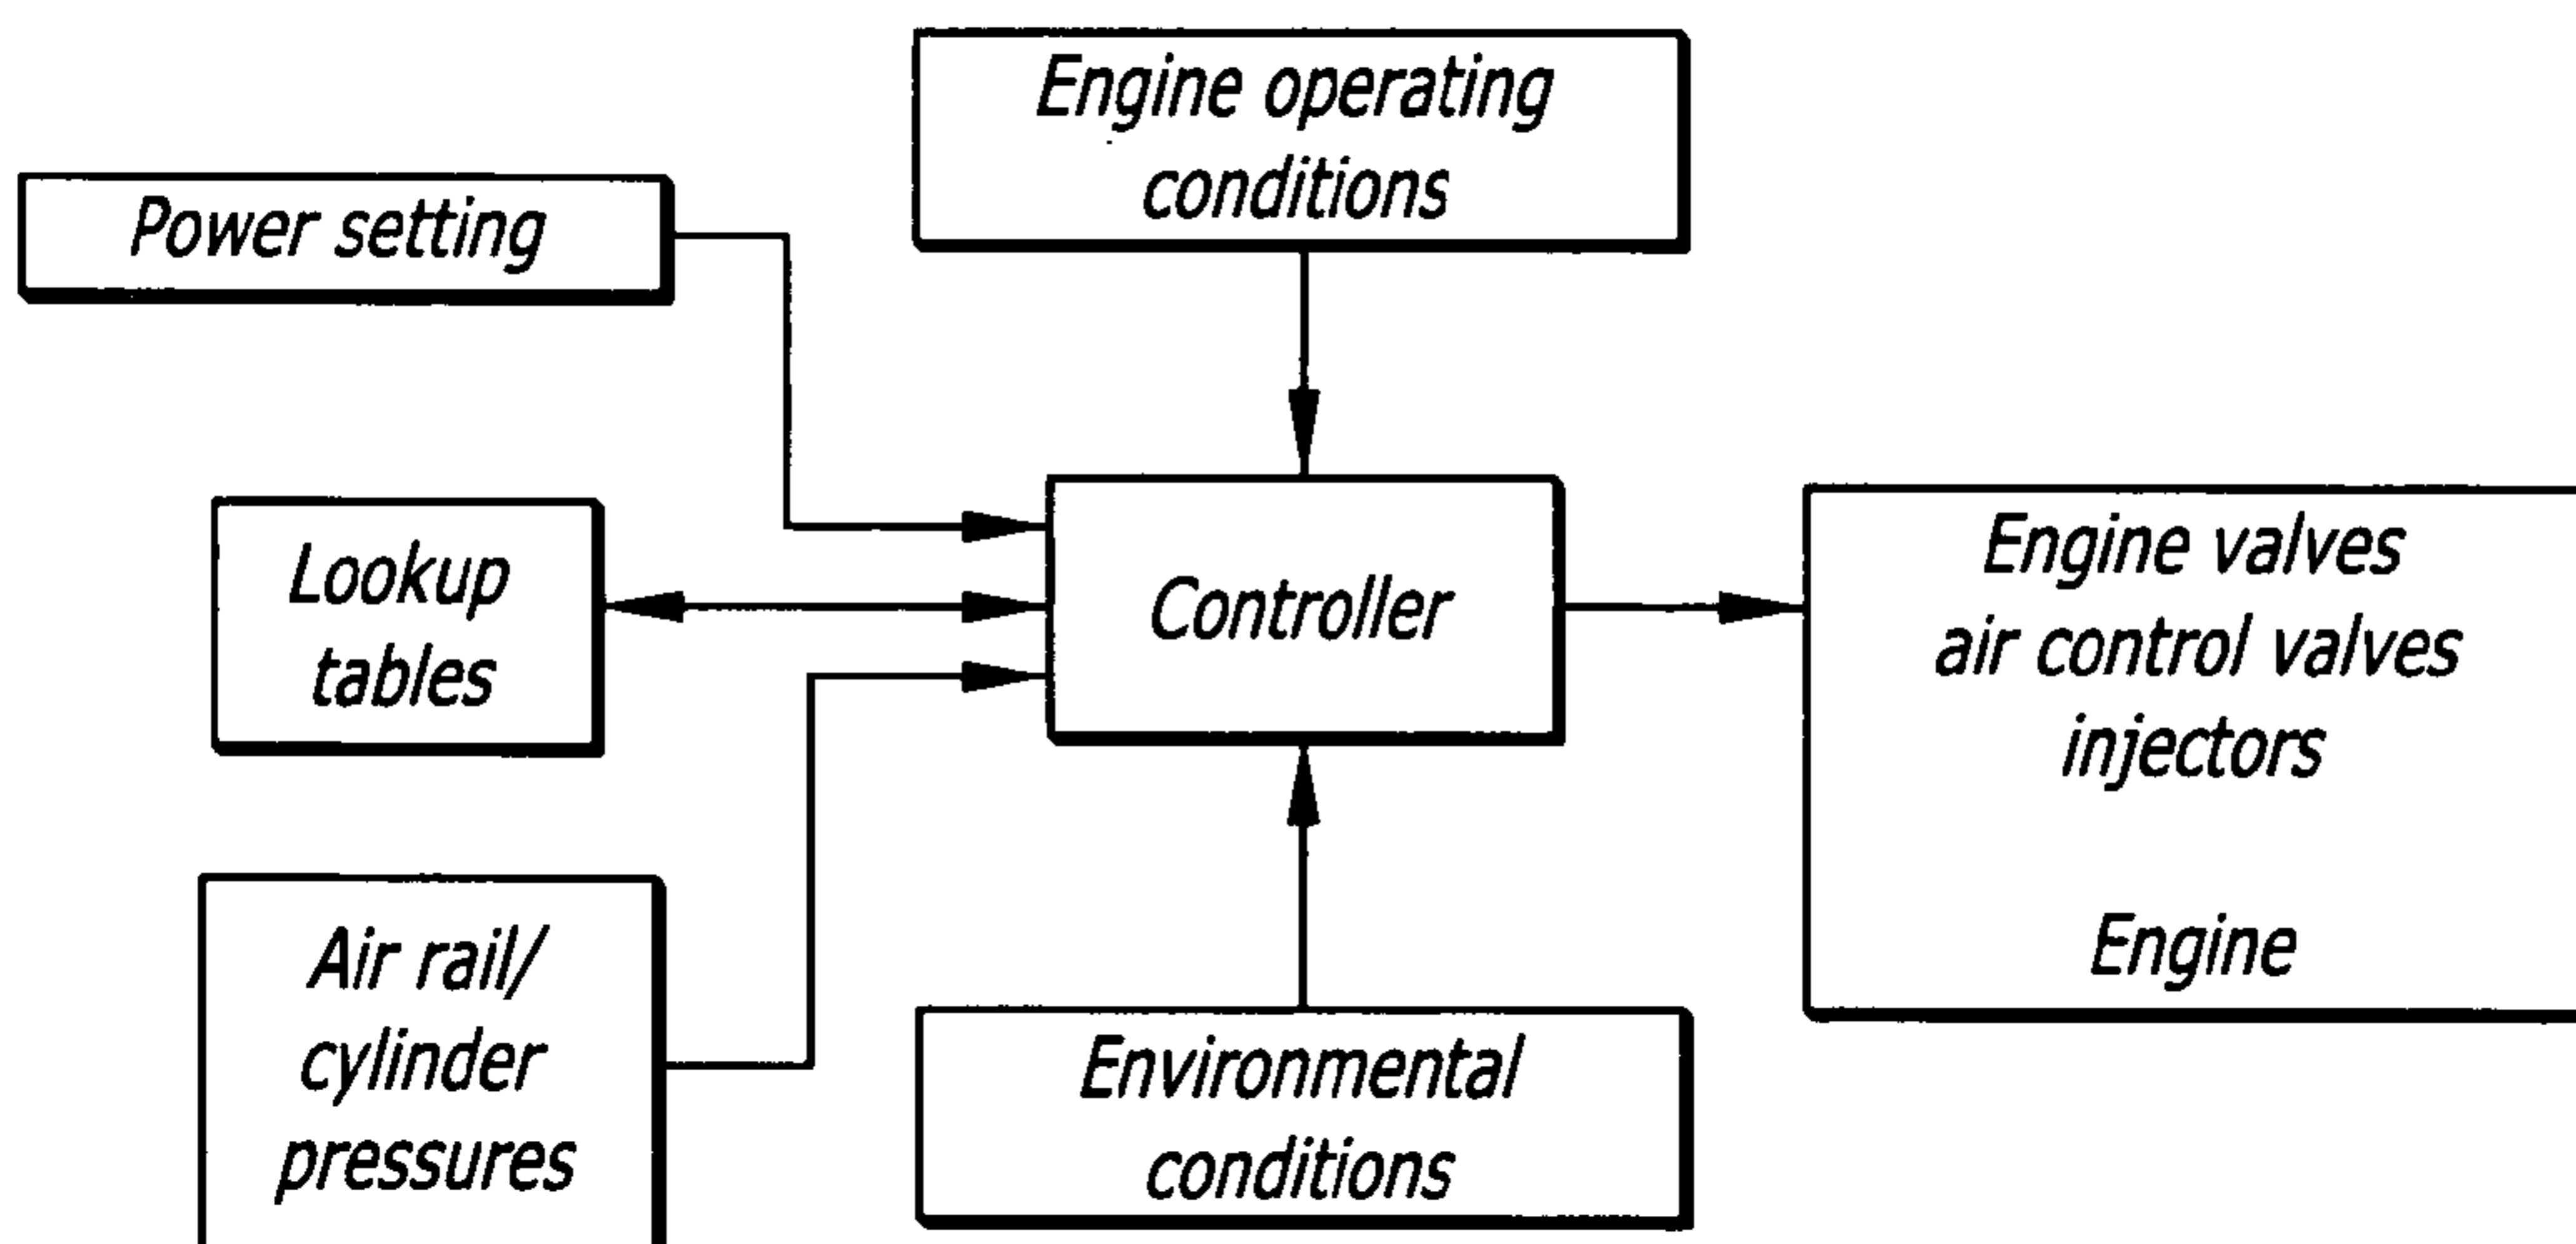 Engine operating
conditions
Power setting
Lookup
tables
Controller
Engine valves
air control valves
injectors
Engine
Air rail/
cylinder
pressures
Environmental
conditions